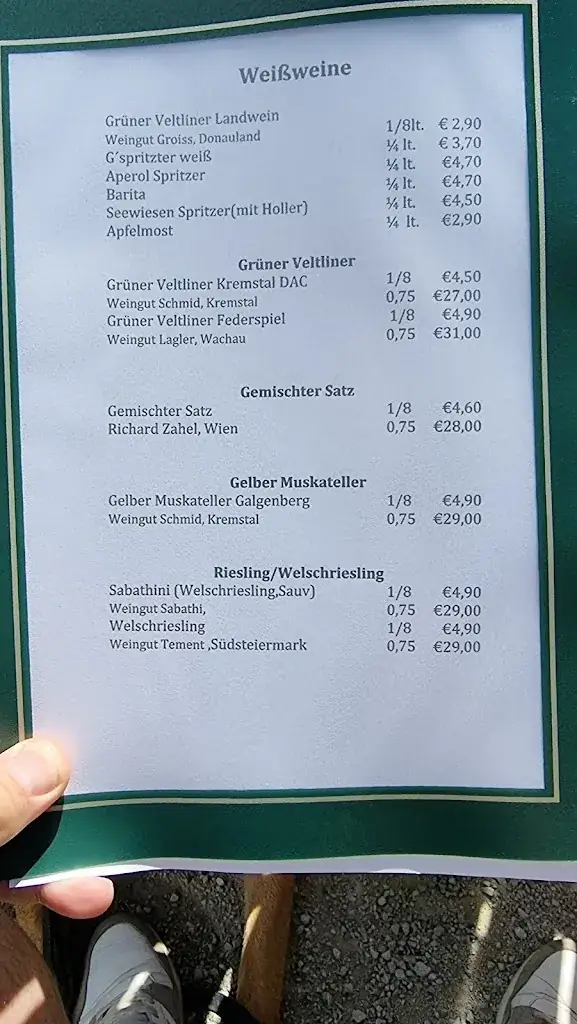 Weißweine
Grüner Veltliner Landwein
Weingut Groiss, Donauland 1/8lt. € 2,90
G´spritzter weiß ¼ lt. € 3,70
Aperol Spritzer ¼ lt. €4,70
Barita ¼ lt. €4,70
Seewiesen Spritzer(mit Holler) ¼ lt. €4,50
Apfelmost ¼ lt. €2,90
Grüner Veltliner
Grüner Veltliner Kremstal DAC 1/8 €4,50
Weingut Schmid, Kremstal 0,75 €27,00
Grüner Veltliner Federspiel 1/8 €4,90
Weingut Lagler, Wachau 0,75 €31,00
Gemischter Satz
Gemischter Satz 1/8 €4,60
Richard Zahel, Wien 0,75 €28,00
Gelber Muskateller
Gelber Muskateller Galgenberg 1/8 €4,90
Weingut Schmid, Kremstal 0,75 €29,00
Riesling/Welschriesling
Sabathini (Welschriesling,Sauv) 1/8 €4,90
Weingut Sabathi, 0,75 €29,00
Welschriesling 1/8 €4,90
Weingut Tement ,Südsteiermark 0,75 €29,00